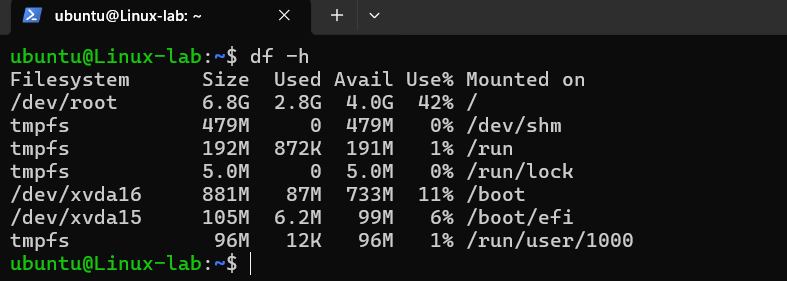 ubuntu@Linux-lab: ~
ubuntu@Linux-lab:~$ df -h
Filesystem      Size  Used Avail Use% Mounted on
/dev/root       6.8G  2.8G  4.0G  42% /
tmpfs           479M     0  479M   0% /dev/shm
tmpfs           192M  872K  191M   1% /run
tmpfs           5.0M     0  5.0M   0% /run/lock
/dev/xvda16     881M   87M  733M  11% /boot
/dev/xvda15     105M  6.2M   99M   6% /boot/efi
tmpfs            96M   12K   96M   1% /run/user/1000
ubuntu@Linux-lab:~$